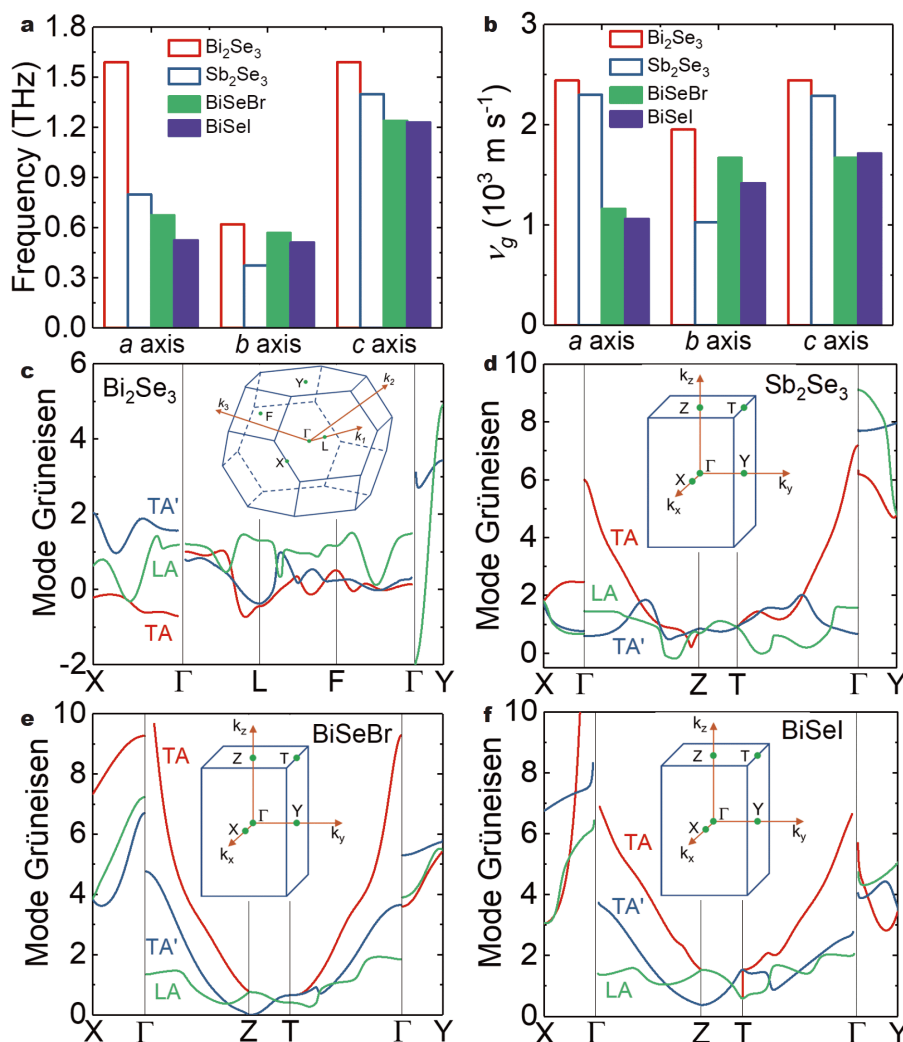 a
Frequency (THz)
1.8
1.5
1.2
0.9
0.6
0.3
0.0
Bi₂Se₃
Sb₂Se₃
BiSeBr
BiSeI
a axis b axis c axis
b
νg (10³ m s⁻¹)
3
2
1
0
Bi₂Se₃
Sb₂Se₃
BiSeBr
BiSeI
a axis b axis c axis
c
Mode Grüneisen
6
4
2
0
-2
Bi₂Se₃
k₃
k₂
k₁
Y
F
Γ
L
X
TA'
LA
TA
X Γ L F Γ Y
d
Mode Grüneisen
10
8
6
4
2
0
Sb₂Se₃
kz
Z T
X Γ Y
kx
ky
TA
LA
TA'
X Γ Z T Γ Y
e
Mode Grüneisen
10
8
6
4
2
0
BiSeBr
kz
Z T
X Γ Y
kx
ky
TA
TA'
LA
X Γ Z T Γ Y
f
Mode Grüneisen
10
8
6
4
2
0
BiSeI
kz
Z T
X Γ Y
kx
ky
TA
TA'
LA
X Γ Z T Γ Y